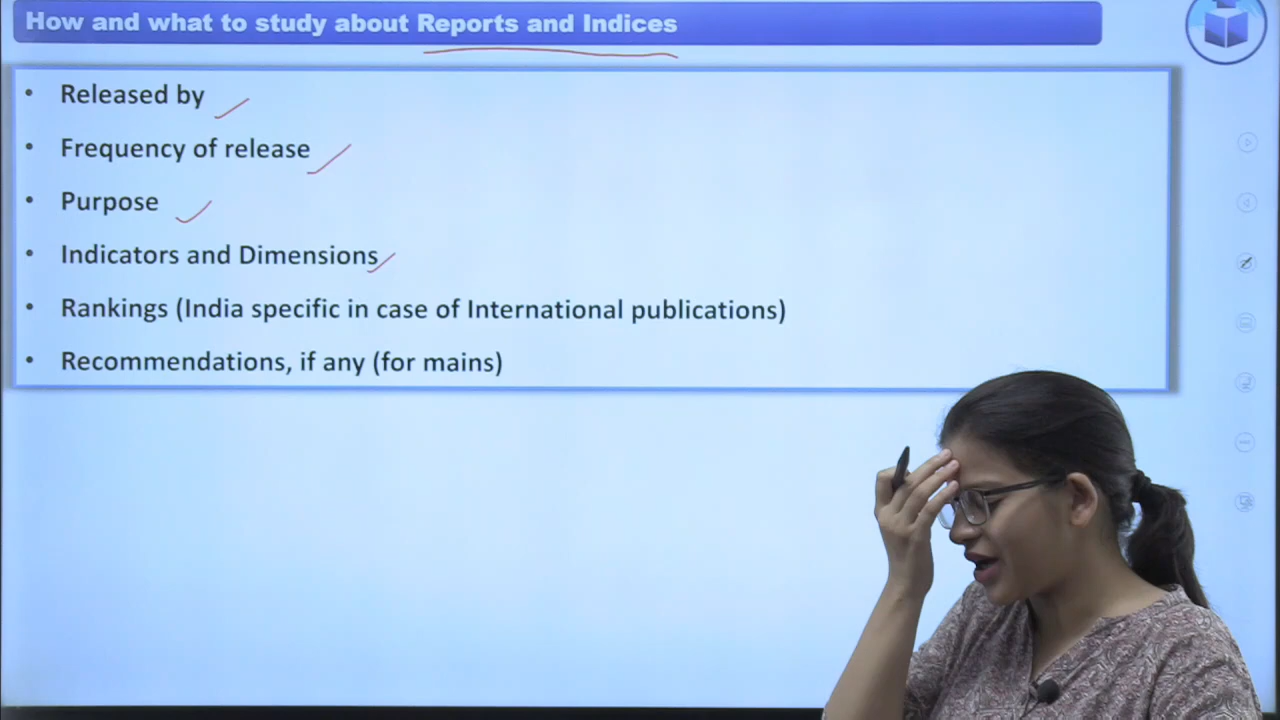 How and what to study about Reports and Indices
• Released by
• Frequency of release
• Purpose
• Indicators and Dimensions
• Rankings (India specific in case of International publications)
• Recommendations, if any (for mains)